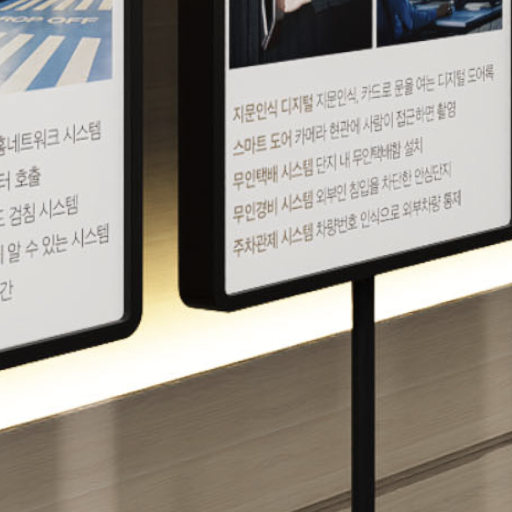 ROP OFF
홈네트워크 시스템
터 호출
도 검침 시스템
알 수 있는 시스템
간
지문인식 디지털 지문인식, 카드로 문을 여는 디지털 도어록
스마트 도어 카메라 현관에 사람이 접근하면 촬영
무인택배 시스템 단지 내 무인택배함 설치
무인경비 시스템 외부인 침입을 차단한 안심단지
주차관제 시스템 차량번호 인식으로 외부차량 통제